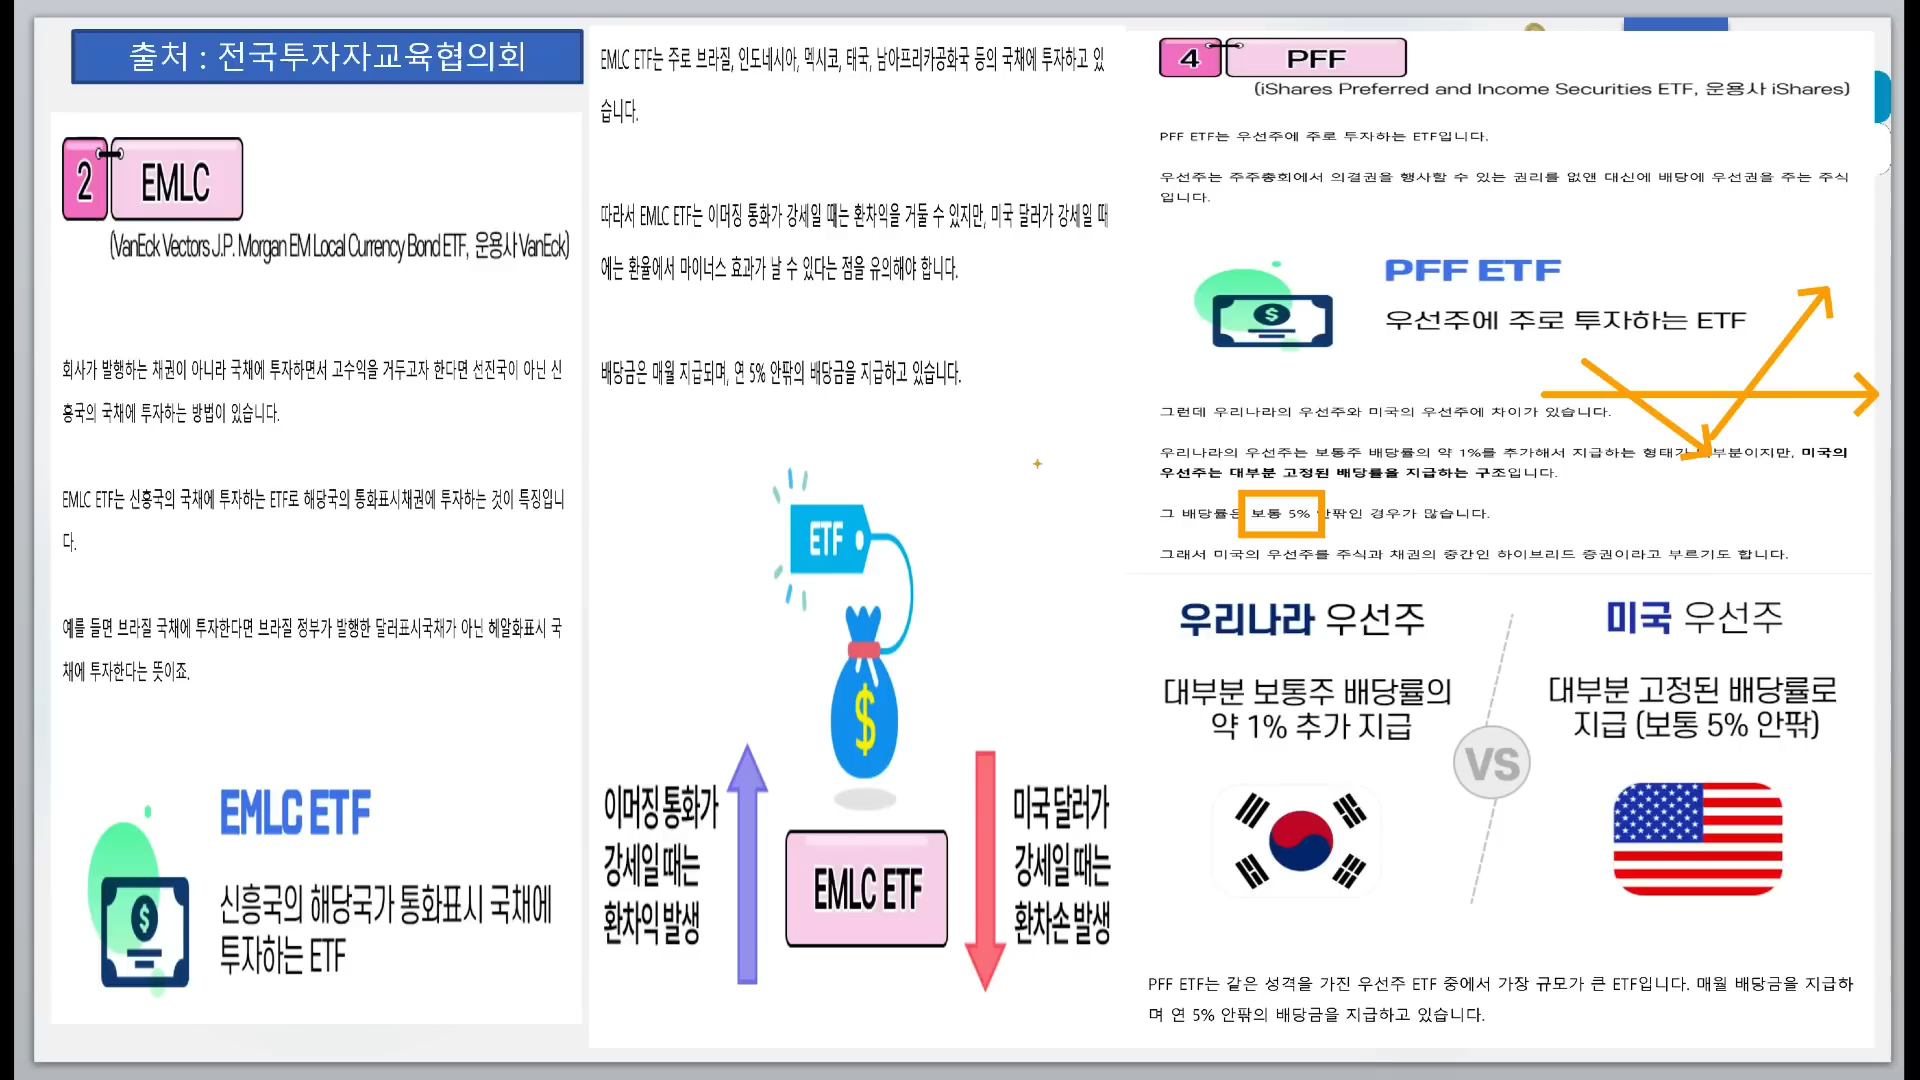 출처 : 전국투자자교육협의회
2 EMLC
(VanEck Vectors J.P. Morgan EM Local Currency Bond ETF, 운용사 VanEck)
회사가 발행하는 채권이 아니라 국채에 투자하면서 고수익을 거두고자 한다면 선진국이 아닌 신
흥국의 국채에 투자하는 방법이 있습니다.
EMLC ETF는 신흥국의 국채에 투자하는 ETF로 해당국의 통화표시채권에 투자하는 것이 특징입니
다.
예를 들면 브라질 국채에 투자한다면 브라질 정부가 발행한 달러표시국채가 아닌 헤알화표시 국
채에 투자한다는 뜻이죠.
EMLC ETF
신흥국의 해당국가 통화표시 국채에
투자하는 ETF
EMLC ETF는 주로 브라질, 인도네시아, 멕시코, 태국, 남아프리카공화국 등의 국채에 투자하고 있
습니다.
따라서 EMLC ETF는 이머징 통화가 강세일 때는 환차익을 거둘 수 있지만, 미국 달러가 강세일 때
에는 환율에서 마이너스 효과가 날 수 있다는 점을 유의해야 합니다.
배당금은 매월 지급되며, 연 5% 안팎의 배당금을 지급하고 있습니다.
ETF
$
이머징 통화가
강세일 때는
환차익 발생
EMLC ETF
미국 달러가
강세일 때는
환차손 발생
4 PFF
(iShares Preferred and Income Securities ETF, 운용사 iShares)
PFF ETF는 우선주에 주로 투자하는 ETF입니다.
우선주는 주주총회에서 의결권을 행사할 수 있는 권리를 없앤 대신에 배당에 우선권을 주는 주식
입니다.
PFF ETF
우선주에 주로 투자하는 ETF
그런데 우리나라의 우선주와 미국의 우선주에 차이가 있습니다.
우리나라의 우선주는 보통주 배당률의 약 1%를 추가해서 지급하는 형태가 대부분이지만, 미국의
우선주는 대부분 고정된 배당률을 지급하는 구조입니다.
그 배당률은 보통 5% 안팎인 경우가 많습니다.
그래서 미국의 우선주를 주식과 채권의 중간인 하이브리드 증권이라고 부르기도 합니다.
우리나라 우선주
대부분 보통주 배당률의
약 1% 추가 지급
VS
미국 우선주
대부분 고정된 배당률로
지급 (보통 5% 안팎)
PFF ETF는 같은 성격을 가진 우선주 ETF 중에서 가장 규모가 큰 ETF입니다. 매월 배당금을 지급하
며 연 5% 안팎의 배당금을 지급하고 있습니다.